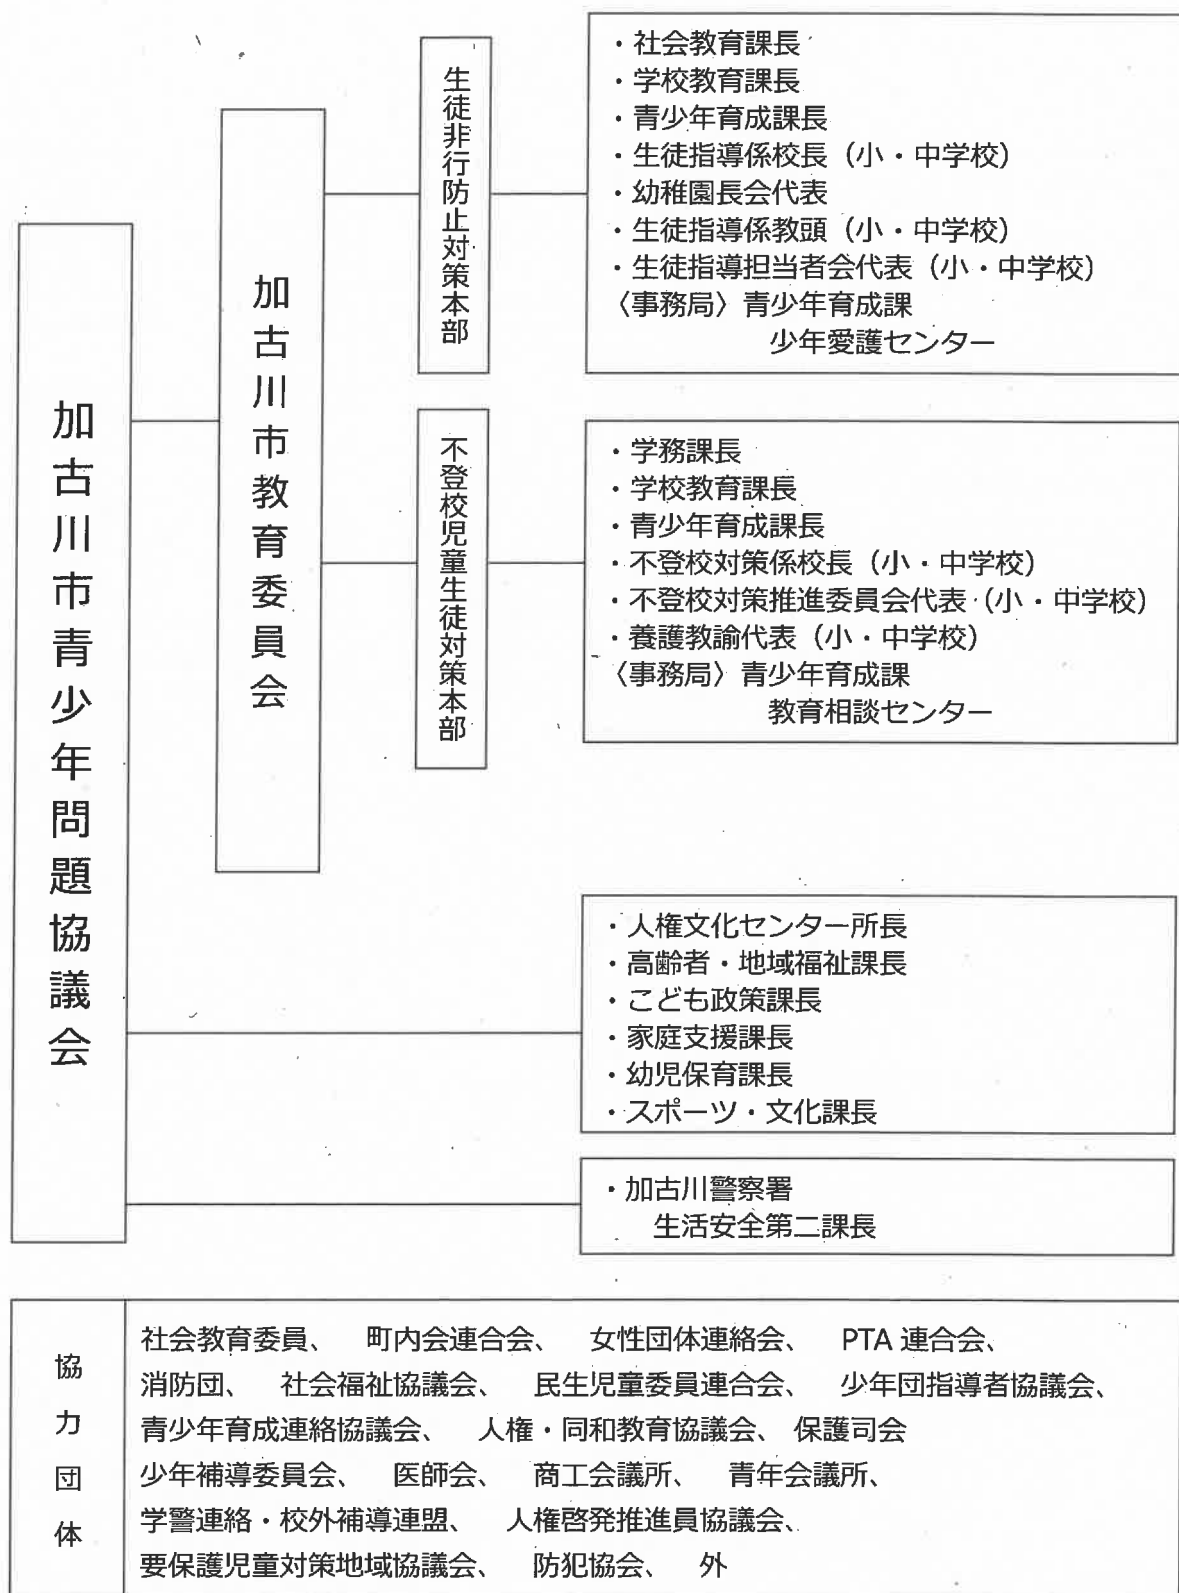 加古川市青少年問題協議会
加古川市教育委員会
生徒非行防止対策本部
・社会教育課長
・学校教育課長
・青少年育成課長
・生徒指導係校長（小・中学校）
・幼稚園長会代表
・生徒指導係教頭（小・中学校）
・生徒指導担当者会代表（小・中学校）
〈事務局〉青少年育成課
少年愛護センター
不登校児童生徒対策本部
・学務課長
・学校教育課長
・青少年育成課長
・不登校対策係校長（小・中学校）
・不登校対策推進委員会代表（小・中学校）
・養護教諭代表（小・中学校）
〈事務局〉青少年育成課
教育相談センター
・人権文化センター所長
・高齢者・地域福祉課長
・こども政策課長
・家庭支援課長
・幼児保育課長
・スポーツ・文化課長
・加古川警察署
生活安全第二課長
協力団体
社会教育委員、　町内会連合会、　女性団体連絡会、　PTA 連合会、
消防団、　社会福祉協議会、　民生児童委員連合会、　少年団指導者協議会、
青少年育成連絡協議会、　人権・同和教育協議会、　保護司会
少年補導委員会、　医師会、　商工会議所、　青年会議所、
学警連絡・校外補導連盟、　人権啓発推進員協議会、
要保護児童対策地域協議会、　防犯協会、　外